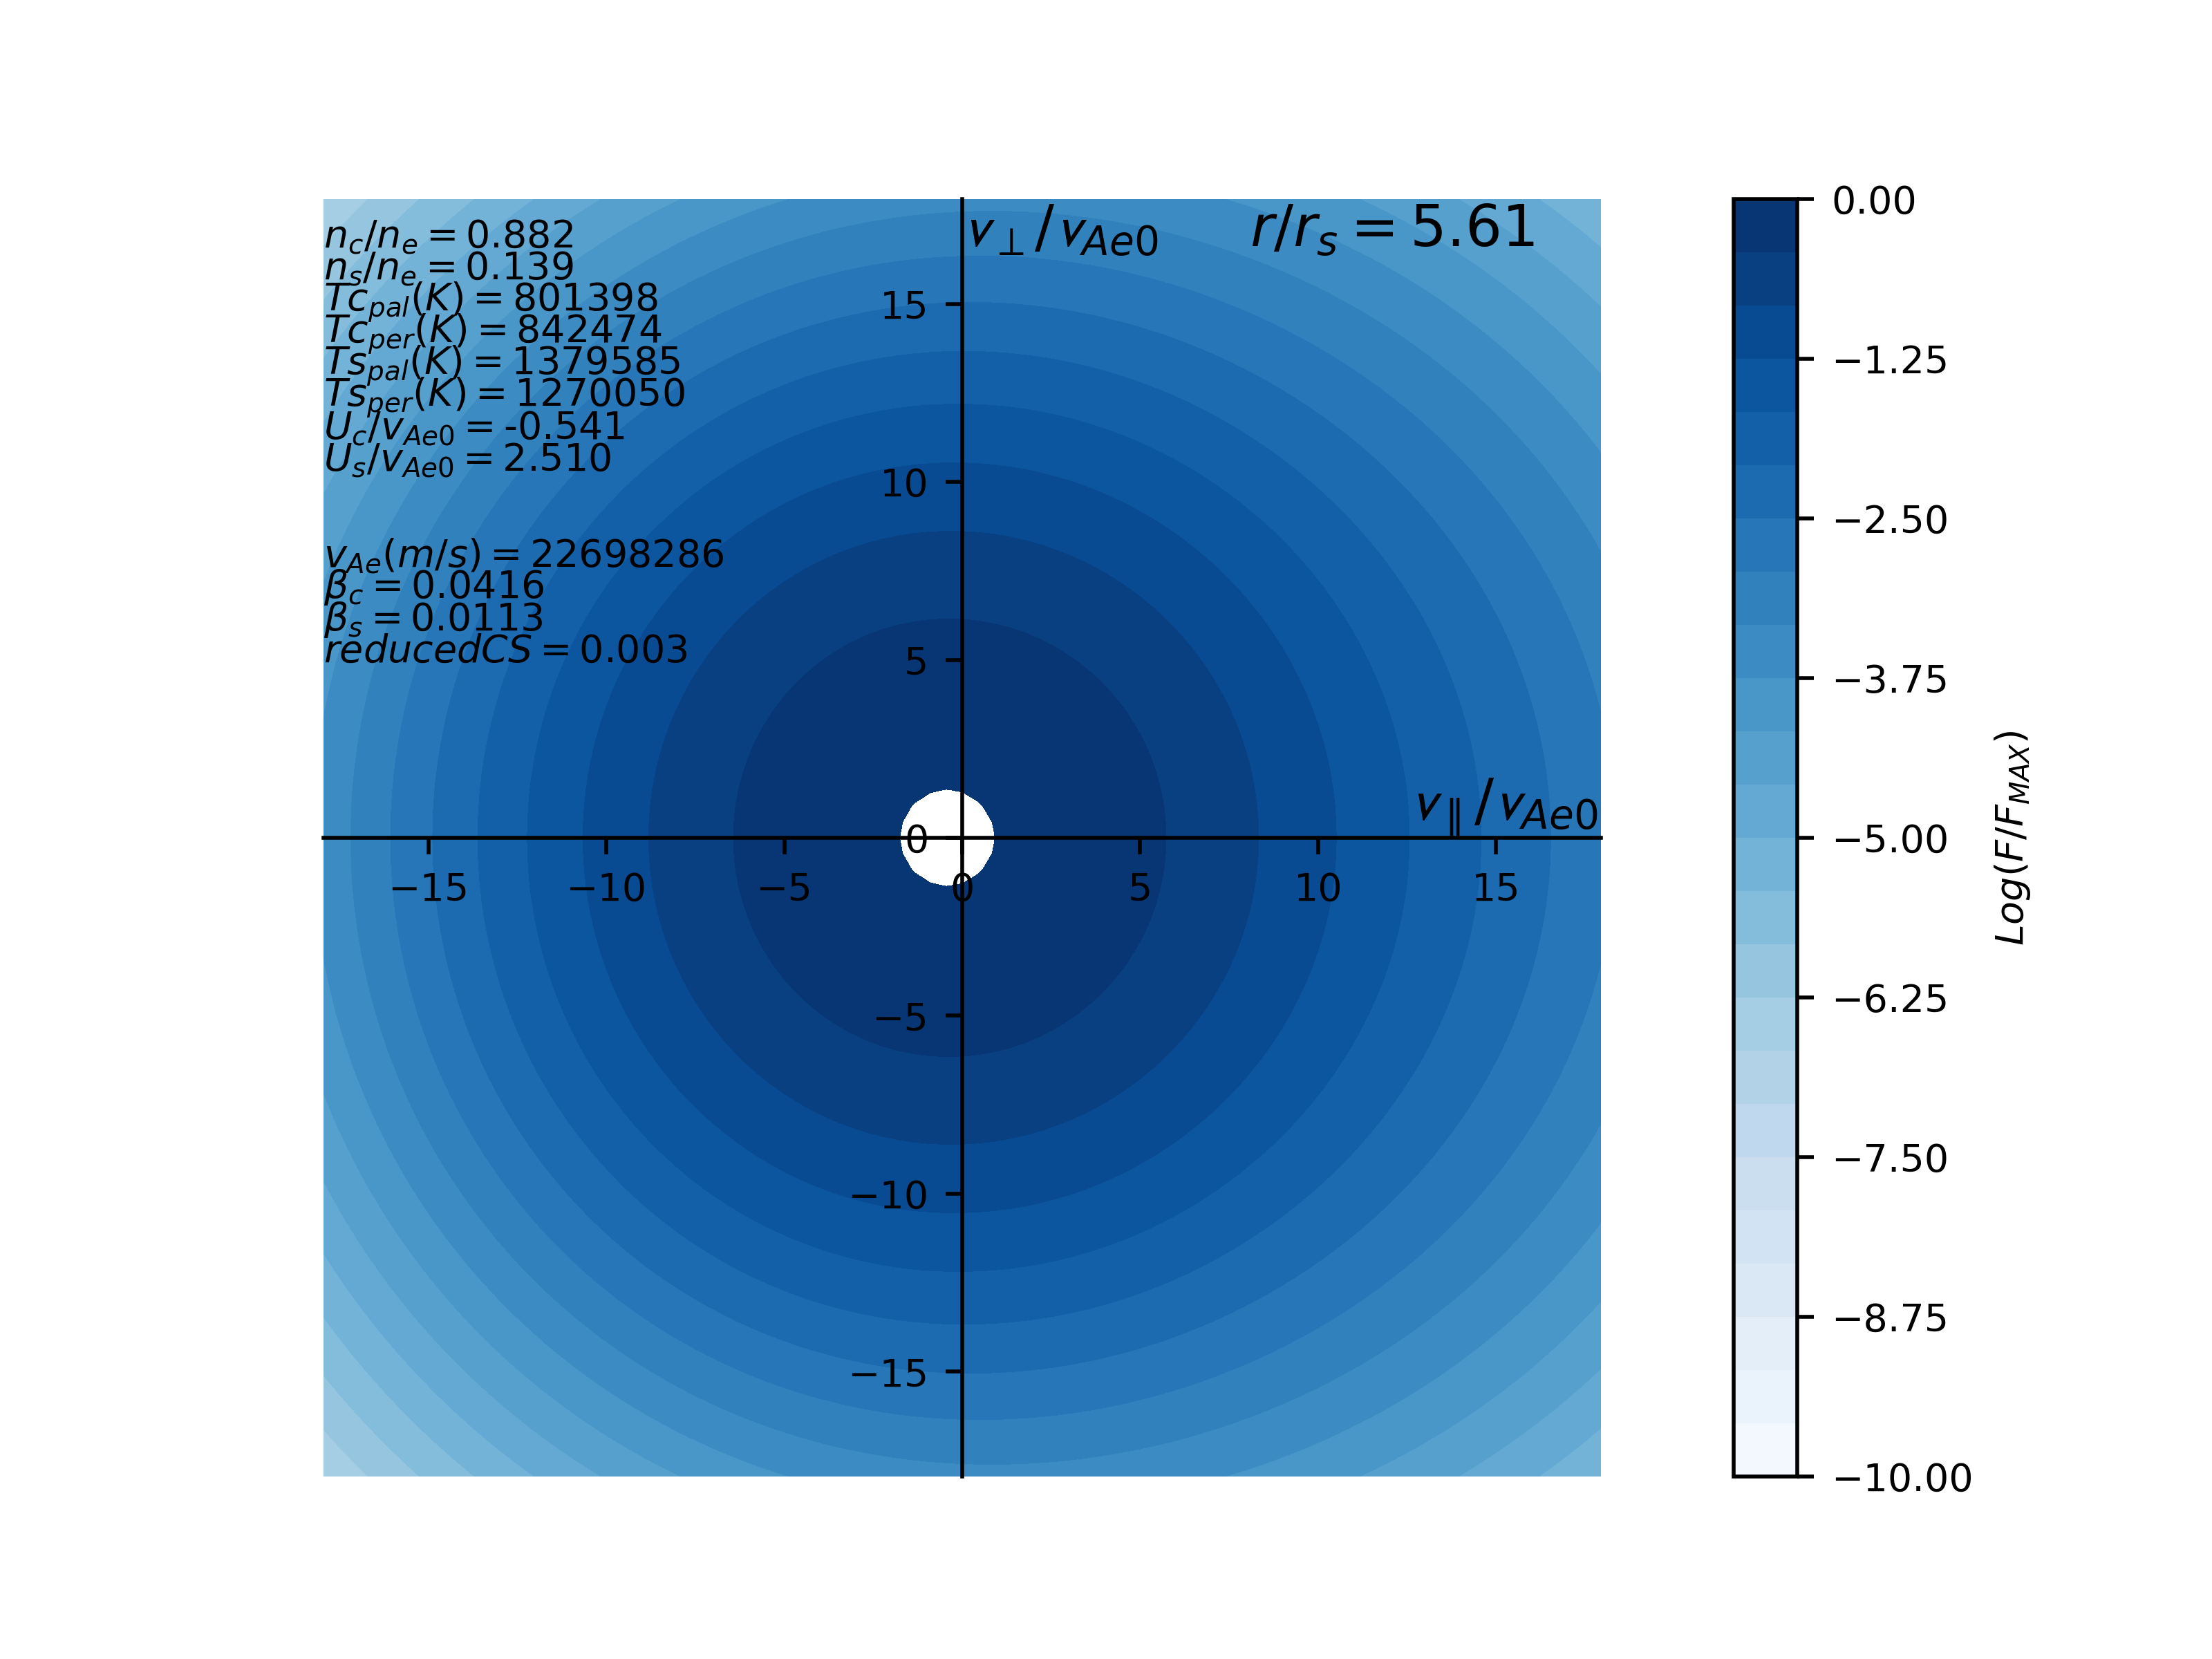 n_c/n_e = 0.882
n_s/n_e = 0.139
Tc_pal(K) = 801398
Tc_per(K) = 842474
Ts_pal(K) = 1379585
Ts_per(K) = 1270050
U_c/v_Ae0 = -0.541
U_s/v_Ae0 = 2.510
v_Ae(m/s) = 22698286
β_c = 0.0416
β_s = 0.0113
reducedCS = 0.003
v_⊥/v_Ae0
r/r_s = 5.61
15
10
5
0
−5
−10
−15
v_∥/v_Ae0
−15 −10 −5 0 5 10 15
0.00
−1.25
−2.50
−3.75
−5.00
−6.25
−7.50
−8.75
−10.00
Log(F/F_MAX)